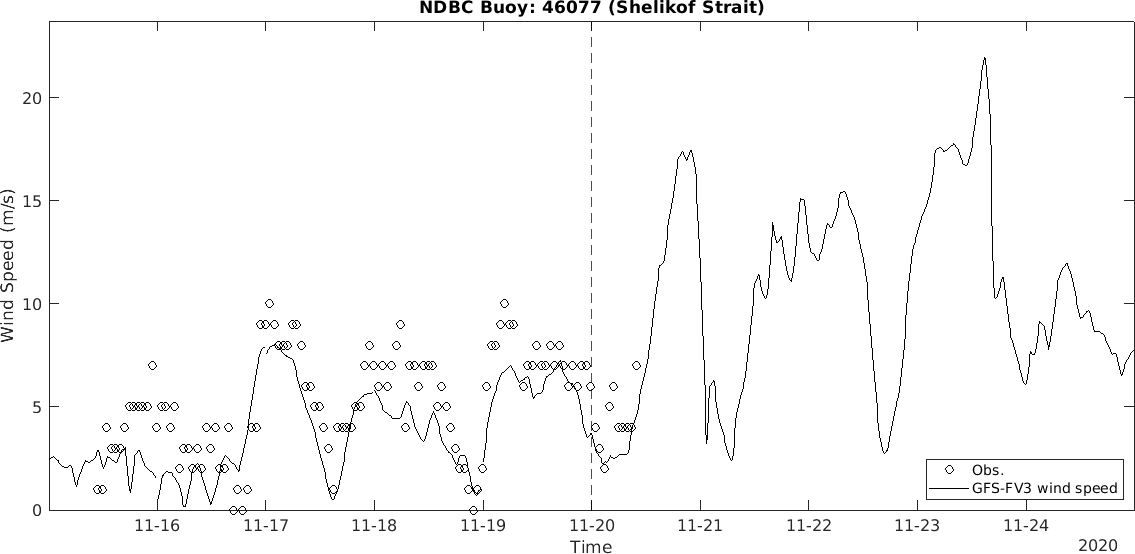 NDBC Buoy: 46077 (Shelikof Strait)
20
15
10
5
0
Wind Speed (m/s)
11-16 11-17 11-18 11-19 11-20 11-21 11-22 11-23 11-24
Time
2020
Obs.
GFS-FV3 wind speed